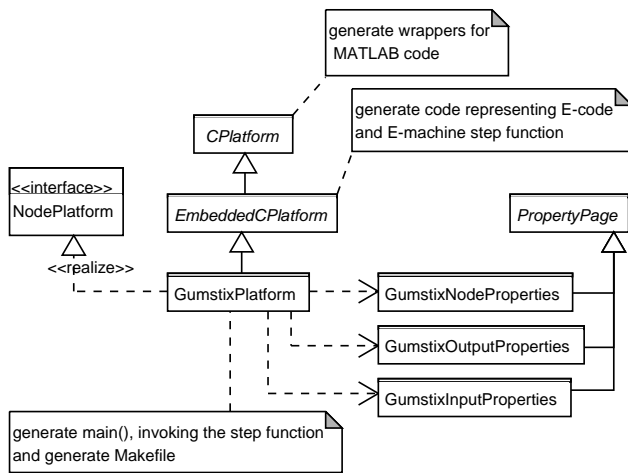 generate wrappers for
MATLAB code
generate code representing E-code
and E-machine step function
CPlatform
<<interface>>
NodePlatform
EmbeddedCPlatform
PropertyPage
<<realize>>
GumstixPlatform
GumstixNodeProperties
GumstixOutputProperties
GumstixInputProperties
generate main(), invoking the step function
and generate Makefile